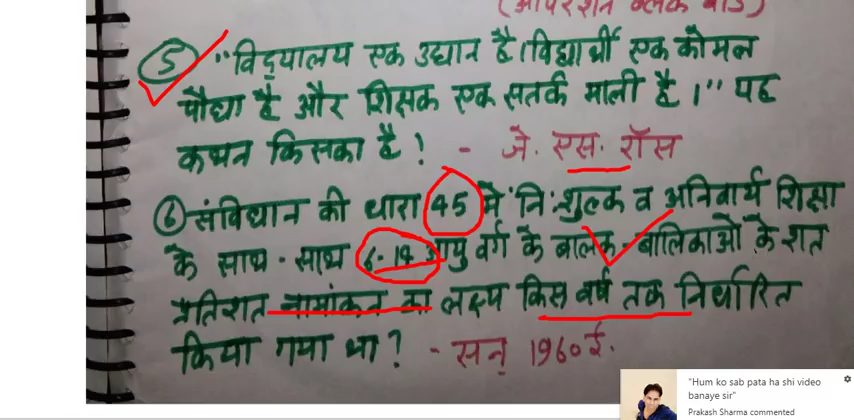 (ऑपरेशन ब्लैक बोर्ड)
⑤ "विद्यालय एक उद्यान है। विद्यार्थी एक कोमल
पौधा है और शिक्षक एक सतर्क माली है।" यह
कथन किसका है? - जे. एस. रॉस
⑥ संविधान की धारा 45 में नि:शुल्क व अनिवार्य शिक्षा
के साथ-साथ 6-14 आयु वर्ग के बालक-बालिकाओं के शत
प्रतिशत नामांकन का लक्ष्य किस वर्ष तक निर्धारित
किया गया था? - सन् 1960 ई.
"Hum ko sab pata ha shi video
banaye sir"
Prakash Sharma commented